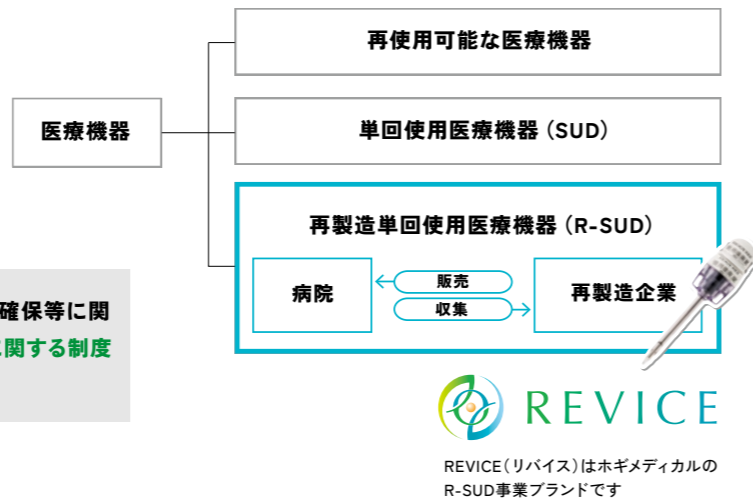 再使用可能な医療機器
医療機器
単回使用医療機器（SUD）
再製造単回使用医療機器（R-SUD）
病院
販売
収集
再製造企業
確保等に関
に関する制度
REVICE
REVICE（リバイス）はホギメディカルの
R-SUD事業ブランドです